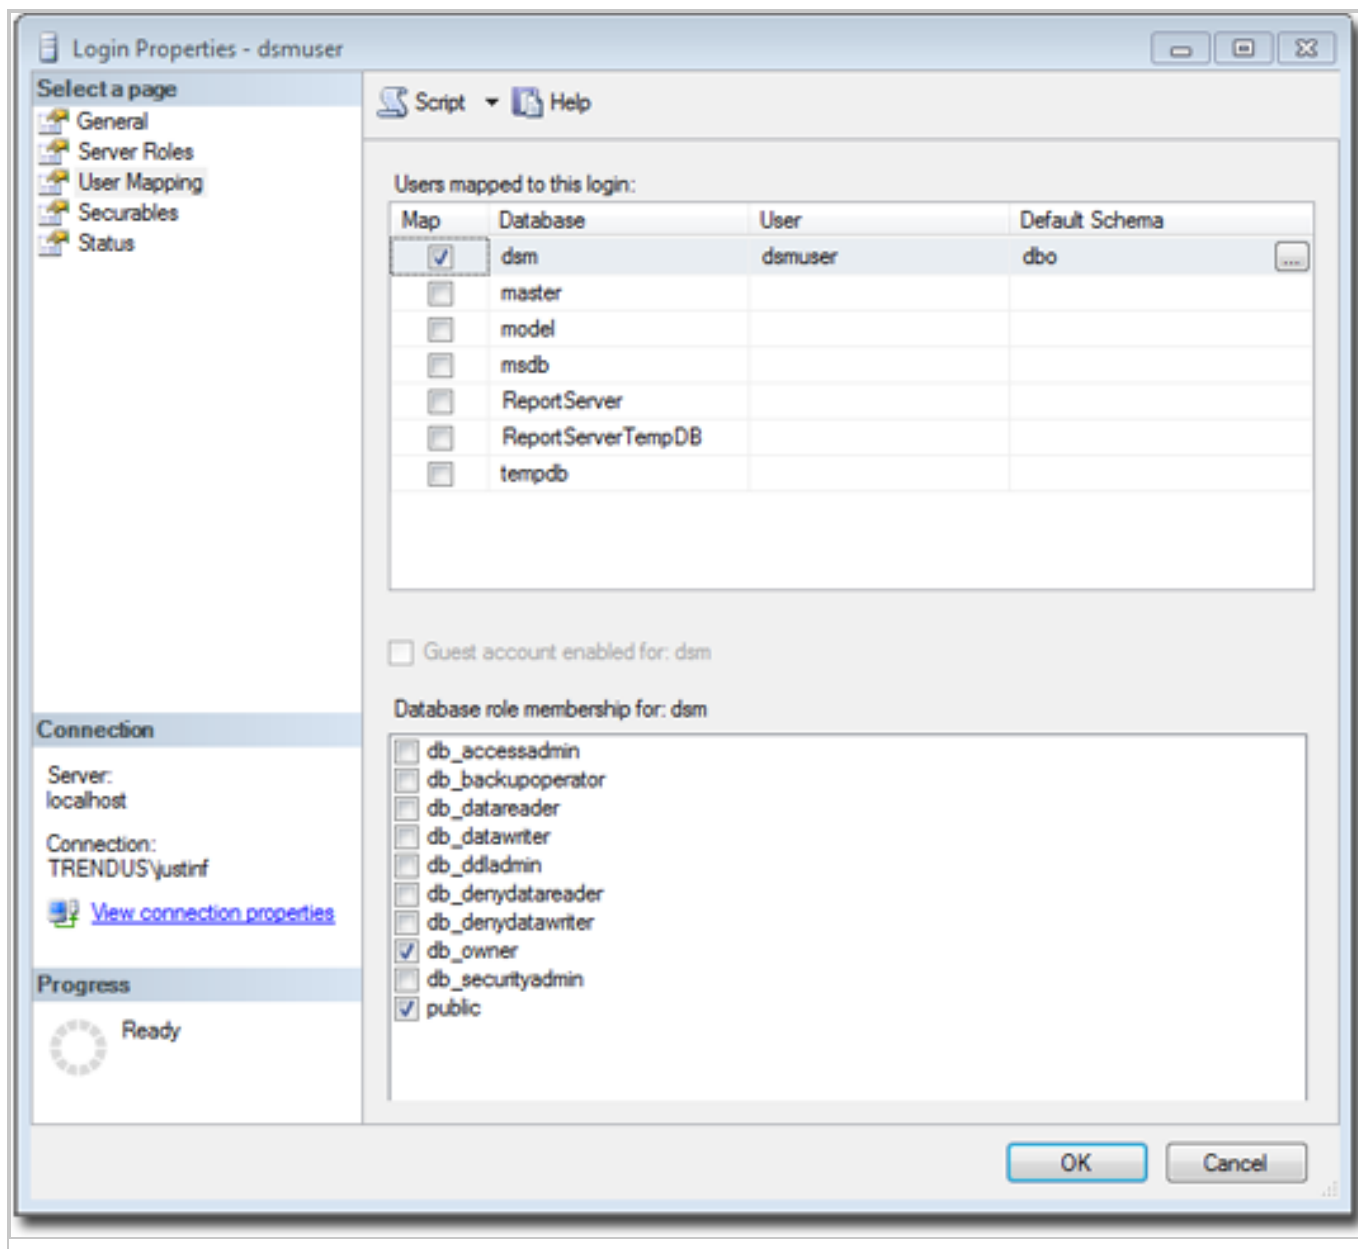 Login Properties - dsmuser
Select a page
General
Server Roles
User Mapping
Securables
Status
Connection
Server:
localhost
Connection:
TRENDUS\justinf
View connection properties
Progress
Ready
Script
Help
Users mapped to this login:
Map Database User Default Schema
dsm dsmuser dbo ...
master
model
msdb
ReportServer
ReportServerTempDB
tempdb
Guest account enabled for: dsm
Database role membership for: dsm
db_accessadmin
db_backupoperator
db_datareader
db_datawriter
db_ddladmin
db_denydatareader
db_denydatawriter
db_owner
db_securityadmin
public
OK Cancel